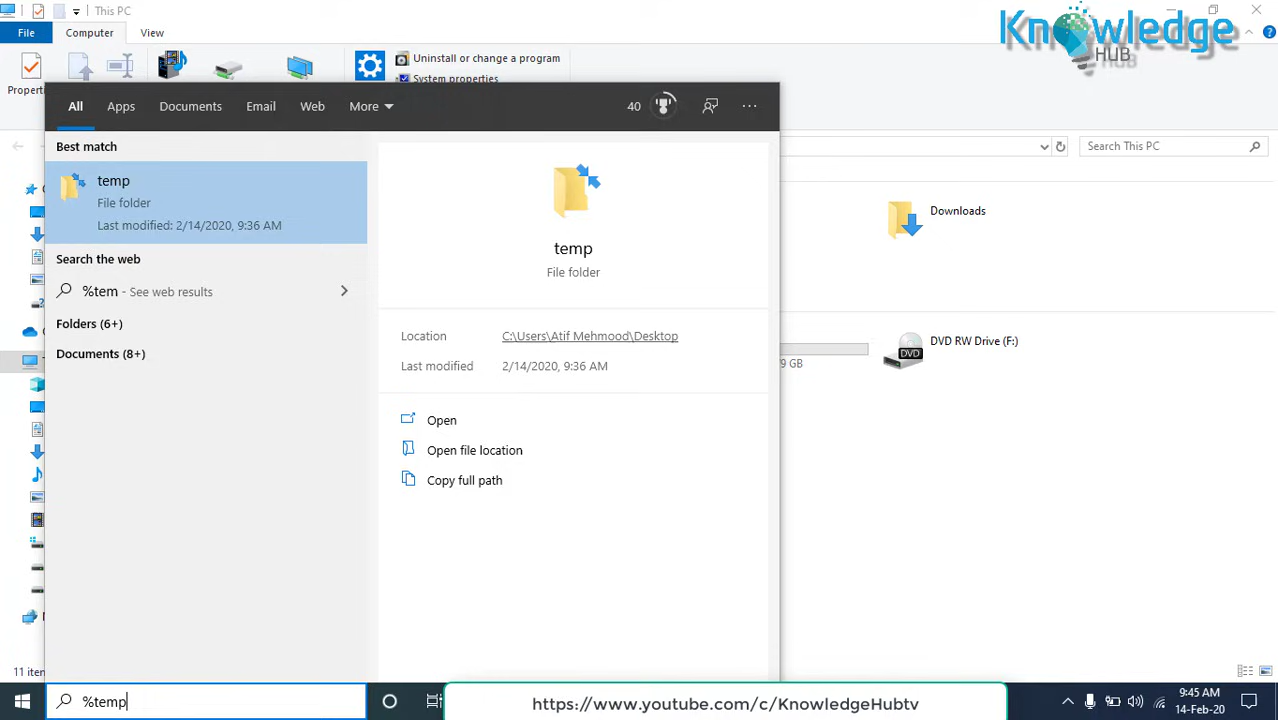 This PC
File
Computer
View
Knowledge
HUB
Uninstall or change a program
System properties
All
Apps
Documents
Email
Web
More
40
Best match
temp
File folder
Last modified: 2/14/2020, 9:36 AM
Search the web
%tem - See web results
Folders (6+)
Documents (8+)
temp
File folder
Location
C:\Users\Atif Mehmood\Desktop
Last modified
2/14/2020, 9:36 AM
Open
Open file location
Copy full path
Search This PC
Downloads
DVD
DVD RW Drive (F:)
9 GB
%temp
https://www.youtube.com/c/KnowledgeHubtv
9:45 AM
14-Feb-20